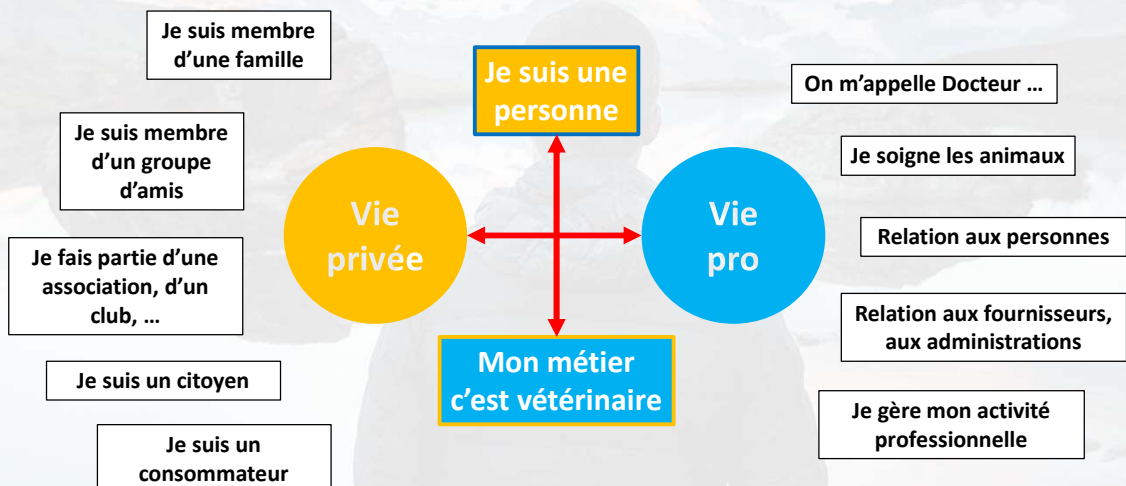 Je suis membre
d'une famille
Je suis membre
d'un groupe
d'amis
Je fais partie d'une
association, d'un
club, …
Je suis un citoyen
Je suis un
consommateur
Vie
privée
Je suis une
personne
Mon métier
c'est vétérinaire
Vie
pro
On m'appelle Docteur …
Je soigne les animaux
Relation aux personnes
Relation aux fournisseurs,
aux administrations
Je gère mon activité
professionnelle